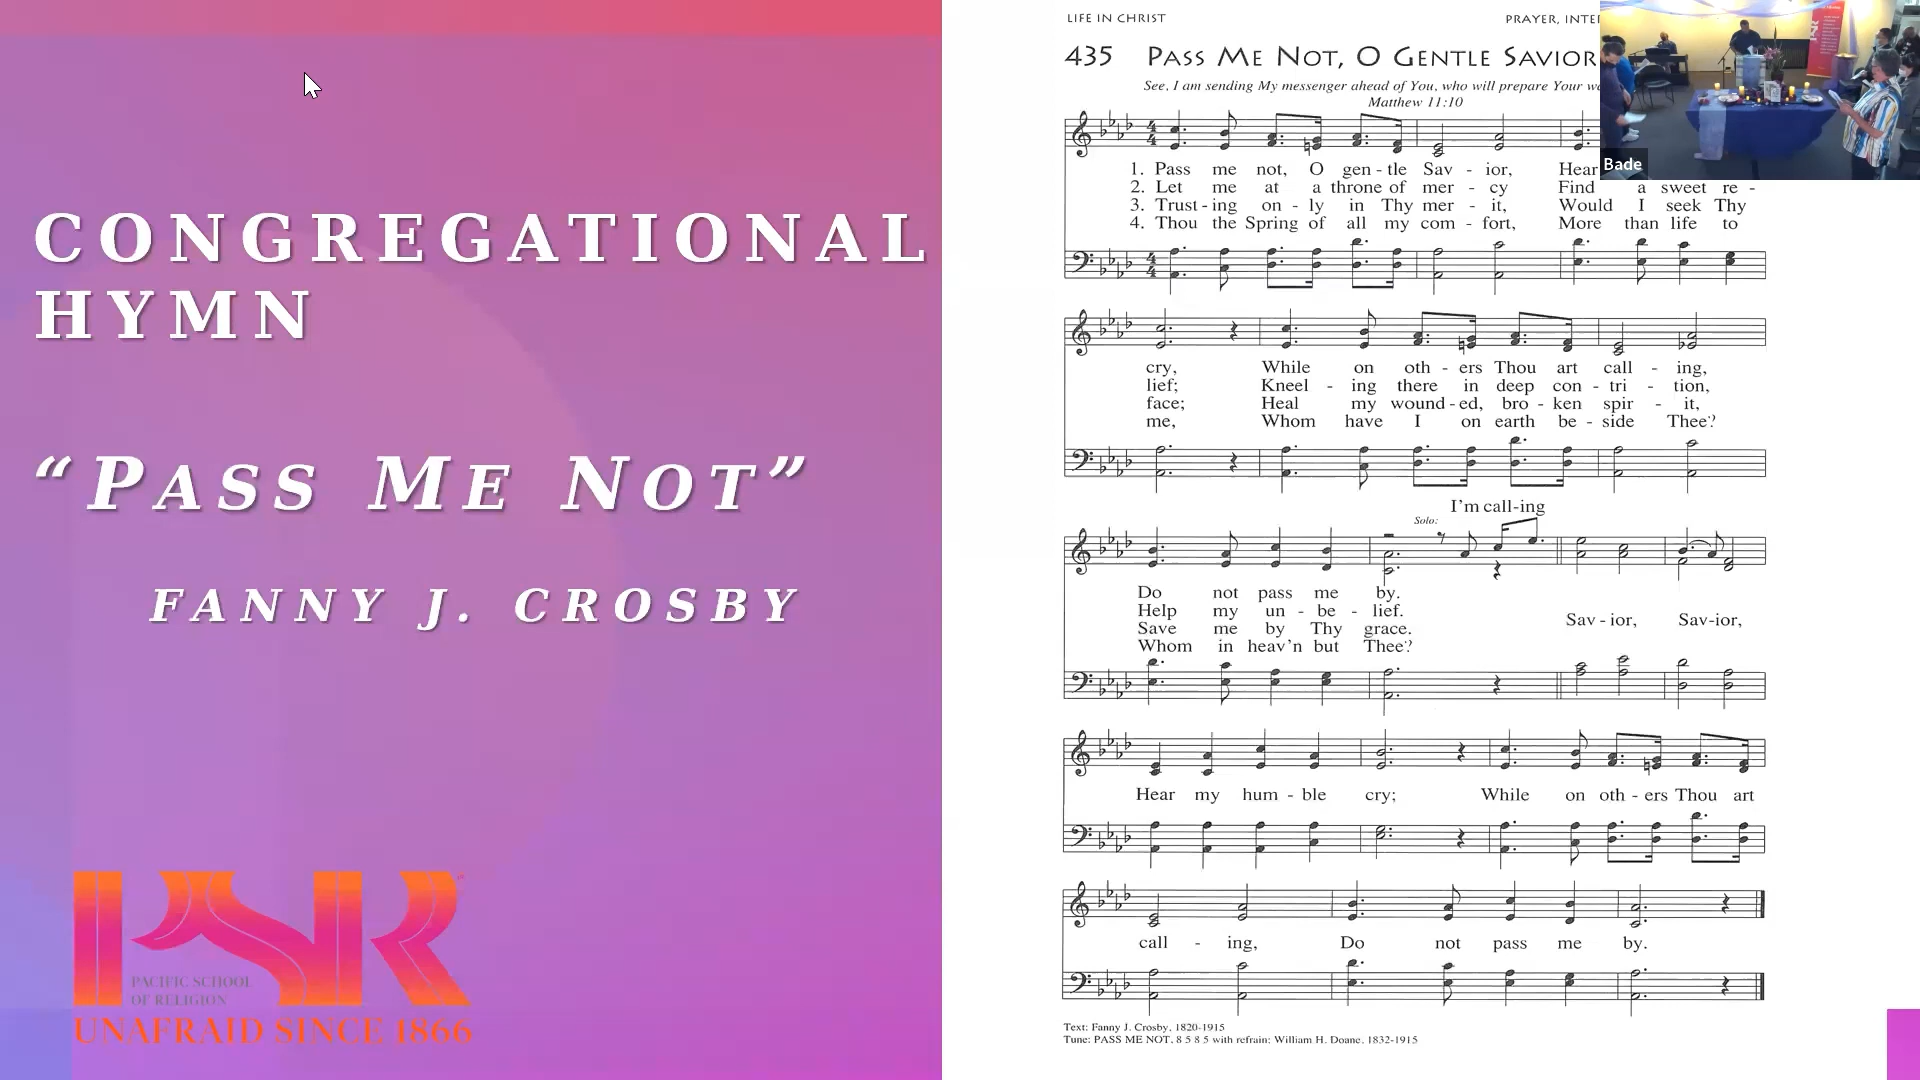 CONGREGATIONAL
HYMN
“PASS ME NOT”
FANNY J. CROSBY
PACIFIC SCHOOL
OF RELIGION
UNAFRAID SINCE 1866
LIFE IN CHRIST
PRAYER,
435 PASS ME NOT, O GENTLE SAVIOR
See, I am sending My messenger ahead of You, who will prepare Your
Matthew 11:10
1. Pass me not, O gen - tle Sav - ior, Hear
2. Let me at a throne of mer - cy Find a sweet re -
3. Trust - ing on - ly in Thy mer - it, Would I seek Thy
4. Thou the Spring of all my com - fort, More than life to
cry, While on oth - ers Thou art call - ing,
lief; Kneel - ing there in deep con - tri - tion,
face; Heal my wound - ed, bro - ken spir - it,
me, Whom have I on earth be - side Thee?
I'm call-ing
Solo:
Do not pass me by.
Help my un - be - lief.
Save me by Thy grace.
Whom in heav'n but Thee?
Sav - ior, Sav-ior,
Hear my hum - ble cry; While on oth - ers Thou art
call - ing, Do not pass me by.
Text: Fanny J. Crosby, 1820-1915
Tune: PASS ME NOT, 8 5 8 5 with refrain; William H. Doane, 1832-1915
Bade